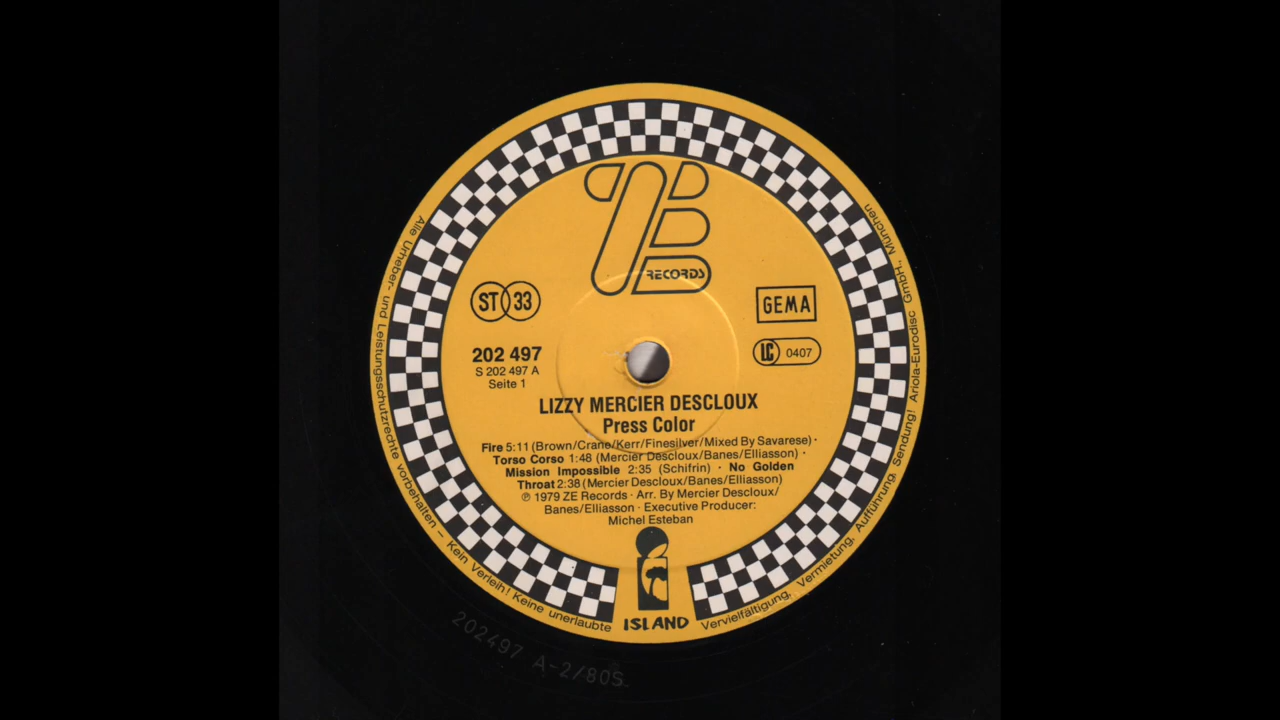 ZE
RECORDS
ST 33
GEMA
LC 0407
202 497
S 202 497 A
Seite 1
LIZZY MERCIER DESCLOUX
Press Color
Fire 5:11 (Brown/Crane/Kerr/Finesilver/Mixed By Savarese) ·
Torso Corso 1:48 (Mercier Descloux/Banes/Elliasson) ·
Mission Impossible 2:35 (Schifrin) · No Golden
Throat 2:38 (Mercier Descloux/Banes/Elliasson)
℗ 1979 ZE Records · Arr. By Mercier Descloux/
Banes/Elliasson · Executive Producer:
Michel Esteban
ISLAND
Alle Urheber- und Leistungsschutzrechte vorbehalten – Kein Verleih! Keine unerlaubte Vervielfältigung, Vermietung, Aufführung, Sendung! Ariola-Eurodisc GmbH., München
202497 A-2/80S